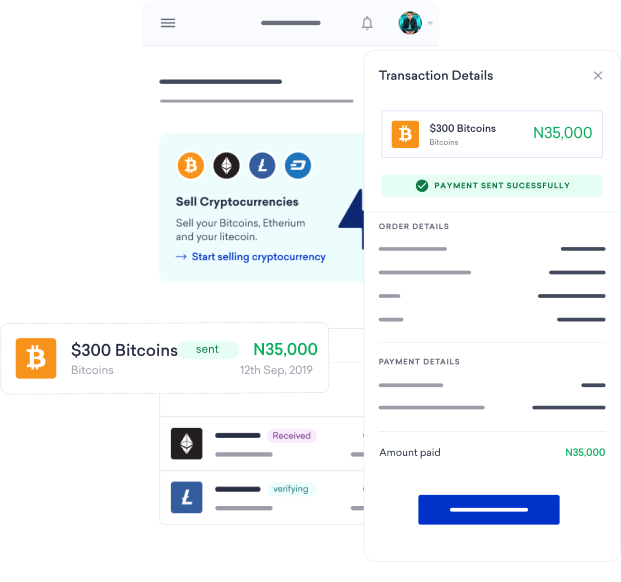 Transaction Details
$300 Bitcoins
Bitcoins
N35,000
PAYMENT SENT SUCESSFULLY
Sell Cryptocurrencies
Sell your Bitcoins, Etherium
and your litecoin.
Start selling cryptocurrency
ORDER DETAILS
$300 Bitcoins
sent
N35,000
Bitcoins
12th Sep, 2019
PAYMENT DETAILS
Received
verifying
Amount paid
N35,000